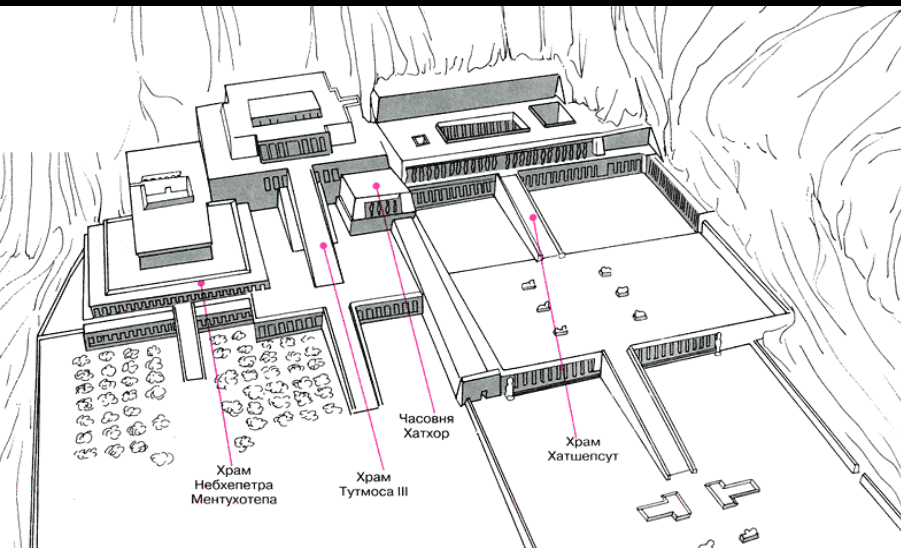 Храм
Небхепетра
Ментухотепа
Храм
Тутмоса III
Часовня
Хатхор
Храм
Хатшепсут